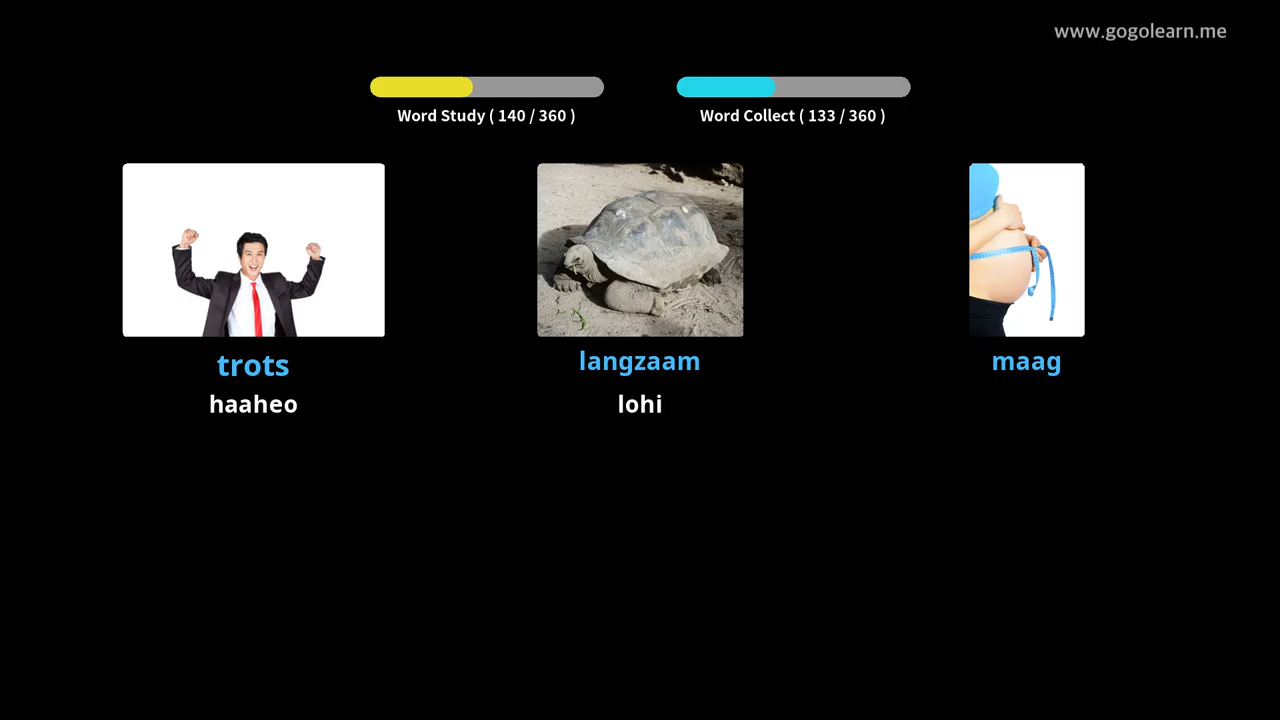 www.gogolearn.me
Word Study ( 140 / 360 )
Word Collect ( 133 / 360 )
trots
langzaam
maag
haaheo
lohi